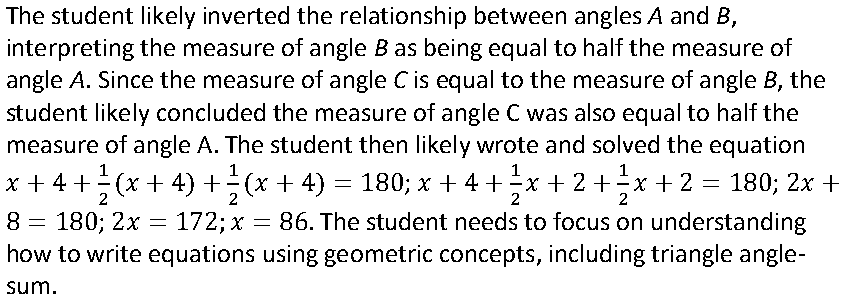 The student likely inverted the relationship between angles A and B,
interpreting the measure of angle B as being equal to half the measure of
angle A. Since the measure of angle C is equal to the measure of angle B, the
student likely concluded the measure of angle C was also equal to half the
measure of angle A. The student then likely wrote and solved the equation
x + 4 + 1/2 (x + 4) + 1/2 (x + 4) = 180; x + 4 + 1/2 x + 2 + 1/2 x + 2 = 180; 2x +
8 = 180; 2x = 172; x = 86. The student needs to focus on understanding
how to write equations using geometric concepts, including triangle angle-
sum.